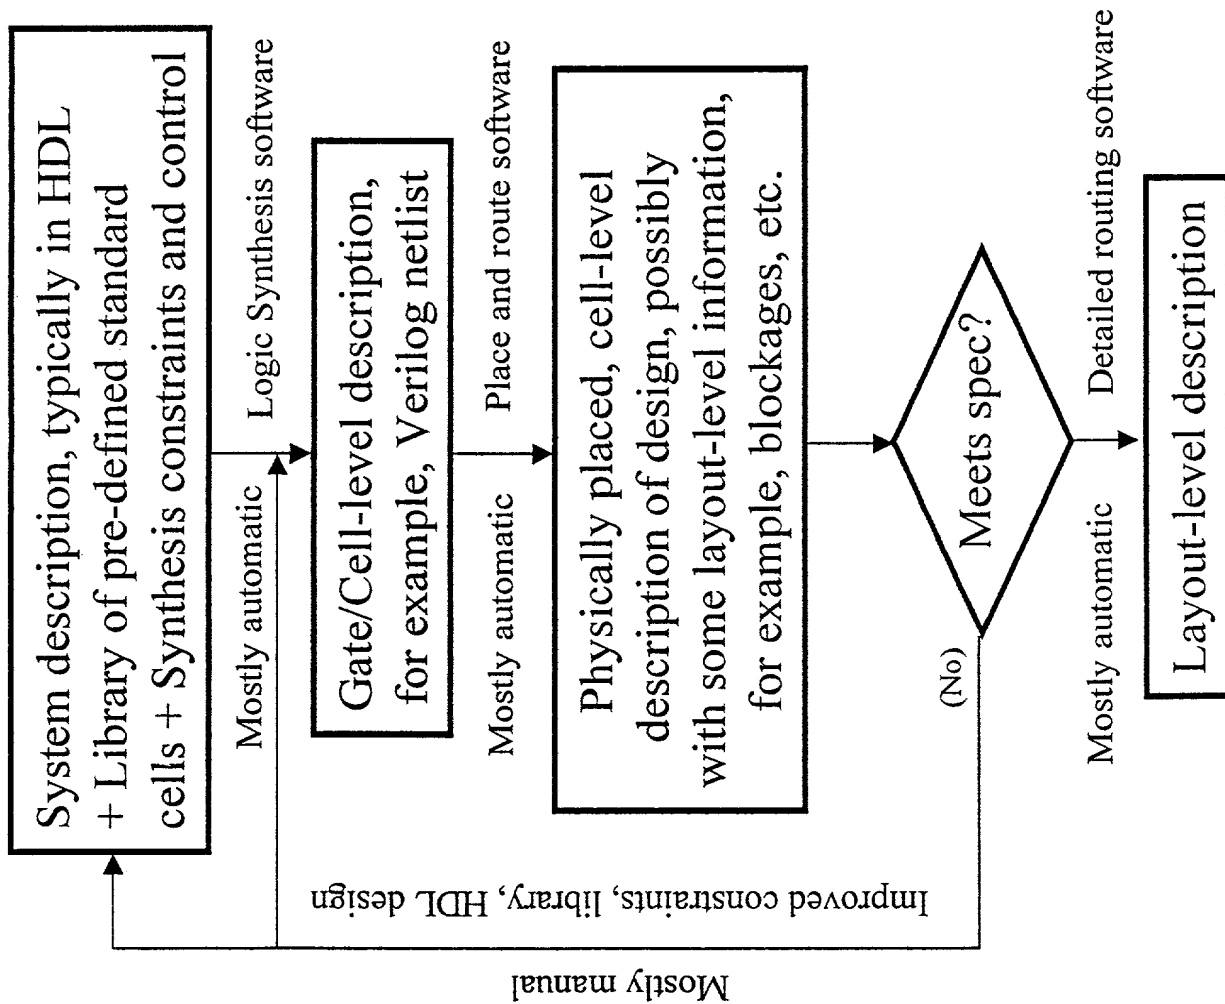 System description, typically in HDL
+ Library of pre-defined standard
cells + Synthesis constraints and control
Mostly automatic
Logic Synthesis software
Gate/Cell-level description,
for example, Verilog netlist
Mostly automatic
Place and route software
Physically placed, cell-level
description of design, possibly
with some layout-level information,
for example, blockages, etc.
Meets spec?
(No)
Mostly manual
Improved constraints, library, HDL design
Mostly automatic
Detailed routing software
Layout-level description